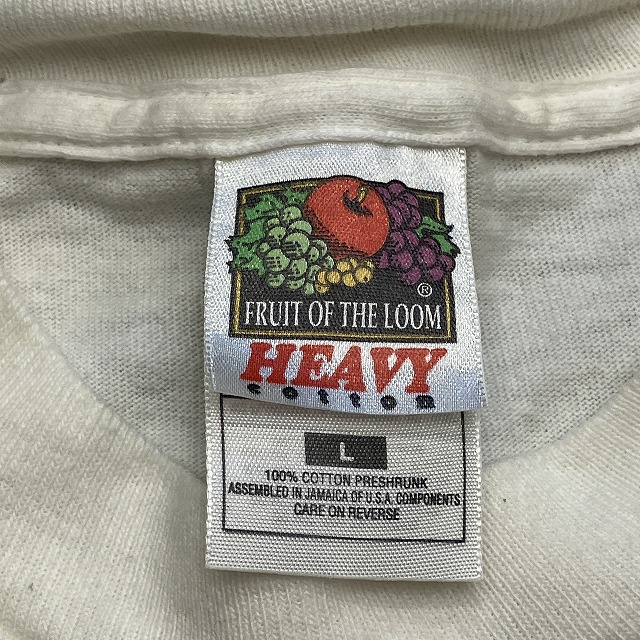 ®
FRUIT OF THE LOOM
HEAVY
cotton
L
100% COTTON PRESHRUNK
ASSEMBLED IN JAMAICA OF U.S.A. COMPONENTS
CARE ON REVERSE